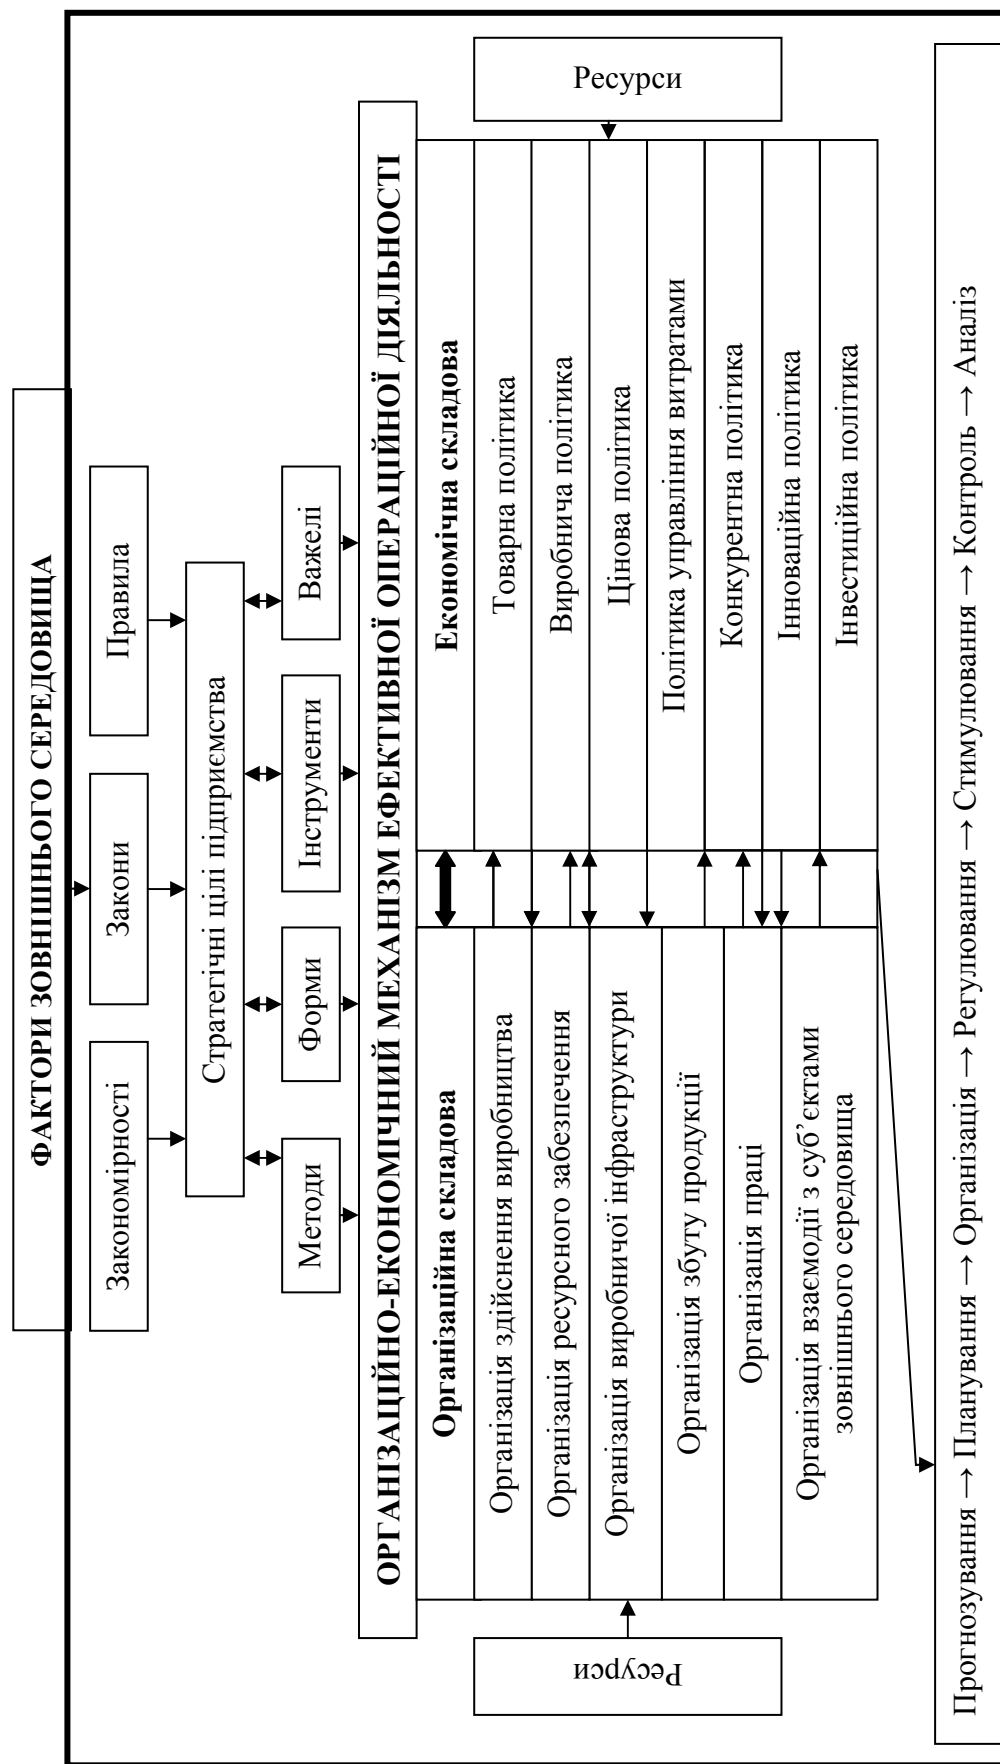 ФАКТОРИ ЗОВНІШНЬОГО СЕРЕДОВИЩА
Закономірності
Закони
Правила
Стратегічні цілі підприємства
Методи
Форми
Інструменти
Важелі
ОРГАНІЗАЦІЙНО-ЕКОНОМІЧНИЙ МЕХАНІЗМ ЕФЕКТИВНОЇ ОПЕРАЦІЙНОЇ ДІЯЛЬНОСТІ
Ресурси
Організаційна складова
Організація здійснення виробництва
Організація ресурсного забезпечення
Організація виробничої інфраструктури
Організація збуту продукції
Організація праці
Організація взаємодії з суб’єктами
зовнішнього середовища
Економічна складова
Товарна політика
Виробнича політика
Цінова політика
Політика управління витратами
Конкурентна політика
Інноваційна політика
Інвестиційна політика
Ресурси
Прогнозування → Планування → Організація → Регулювання → Стимулювання → Контроль → Аналіз